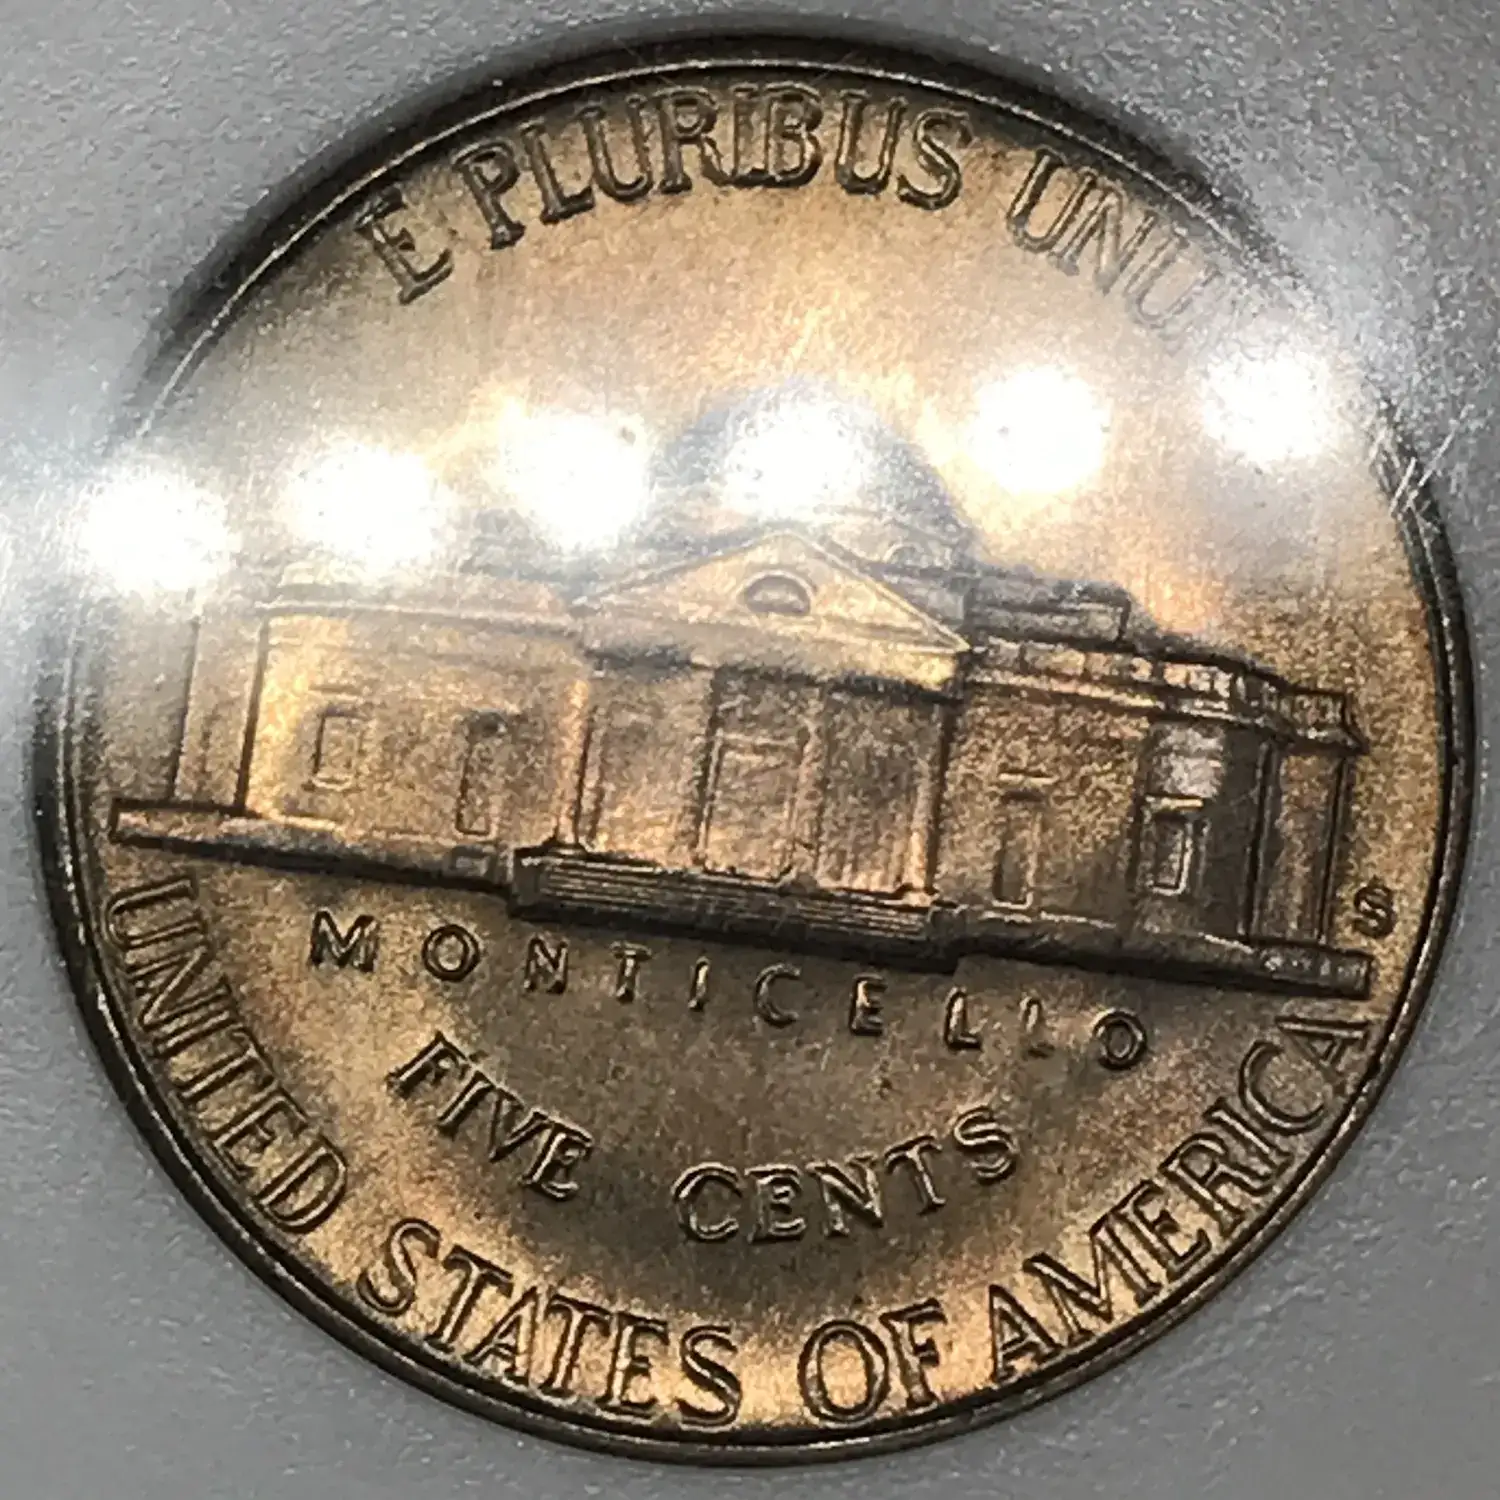 E PLURIBUS UNU
S
MONTICELLO
FIVE CENTS
UNITED STATES OF AMERICA